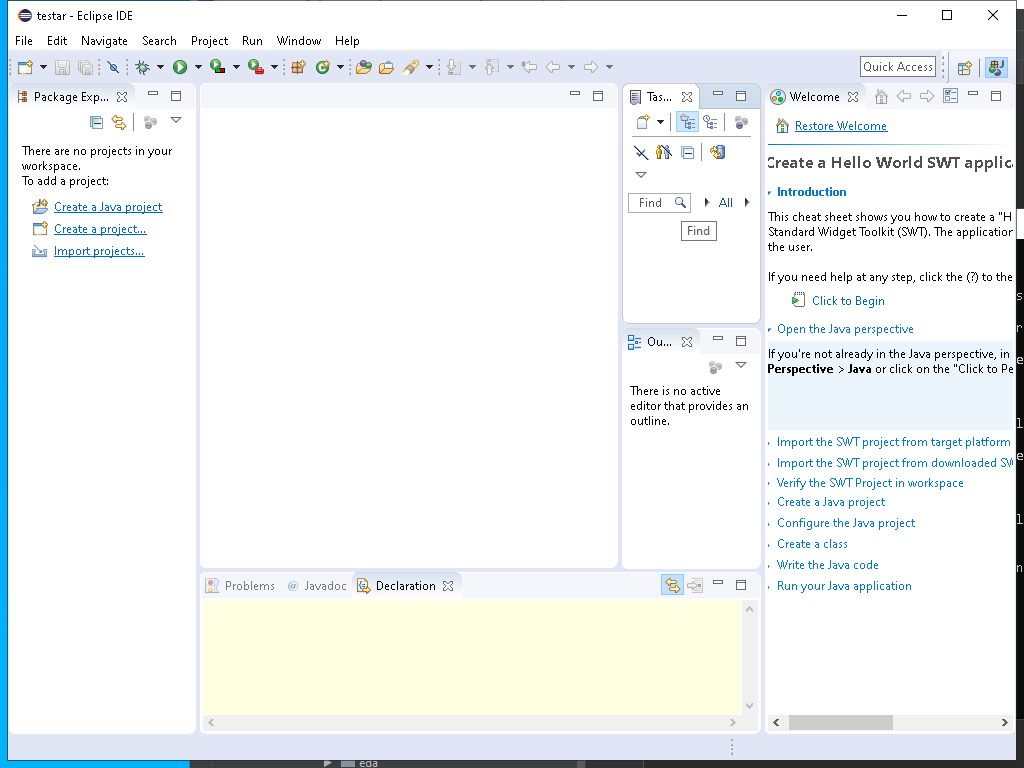 testar - Eclipse IDE
File Edit Navigate Search Project Run Window Help
Quick Access
Package Exp...
There are no projects in your
workspace.
To add a project:
Create a Java project
Create a project...
Import projects...
Tas...
Find
All
Find
Ou...
There is no active
editor that provides an
outline.
Problems
@ Javadoc
Declaration
Welcome
Restore Welcome
Create a Hello World SWT applic
Introduction
This cheat sheet shows you how to create a "H
Standard Widget Toolkit (SWT). The application
the user.
If you need help at any step, click the (?) to the
Click to Begin
Open the Java perspective
If you're not already in the Java perspective, in
Perspective > Java or click on the "Click to Pe
Import the SWT project from target platform
Import the SWT project from downloaded SW
Verify the SWT Project in workspace
Create a Java project
Configure the Java project
Create a class
Write the Java code
Run your Java application
eda